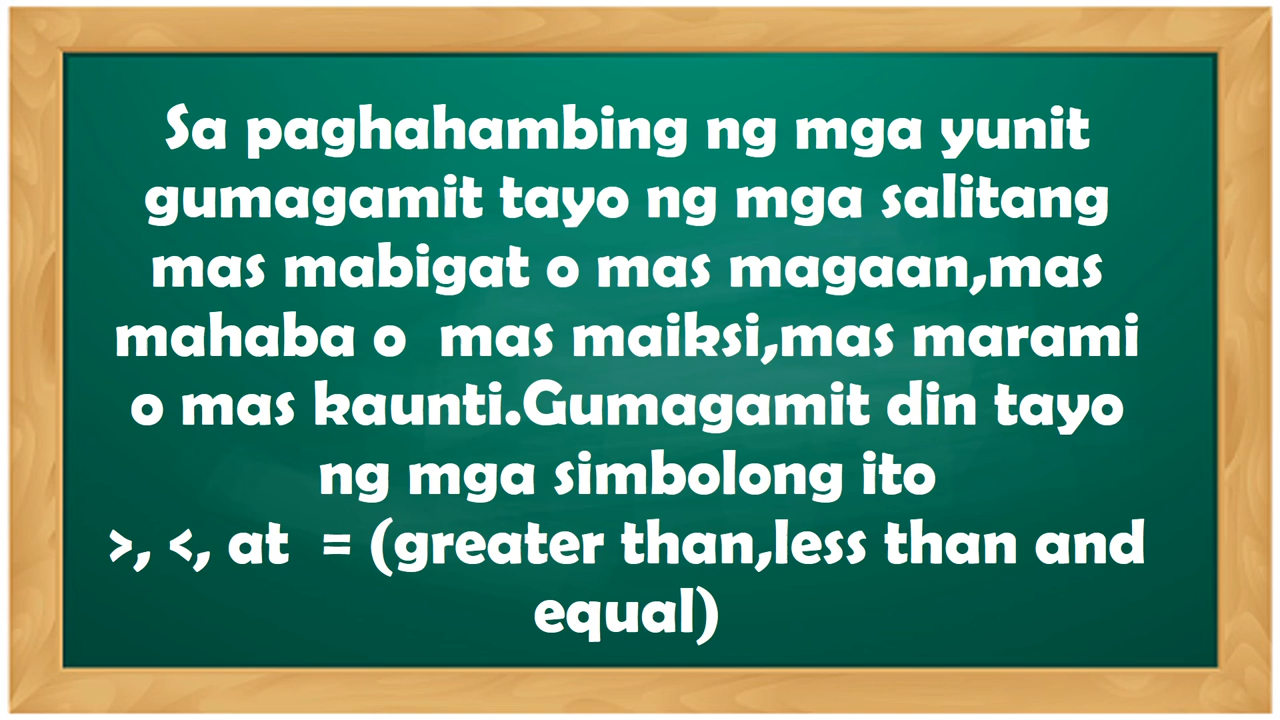 Sa paghahambing ng mga yunit
gumagamit tayo ng mga salitang
mas mabigat o mas magaan,mas
mahaba o  mas maiksi,mas marami
o mas kaunti.Gumagamit din tayo
ng mga simbolong ito
>, <, at  = (greater than,less than and
equal)